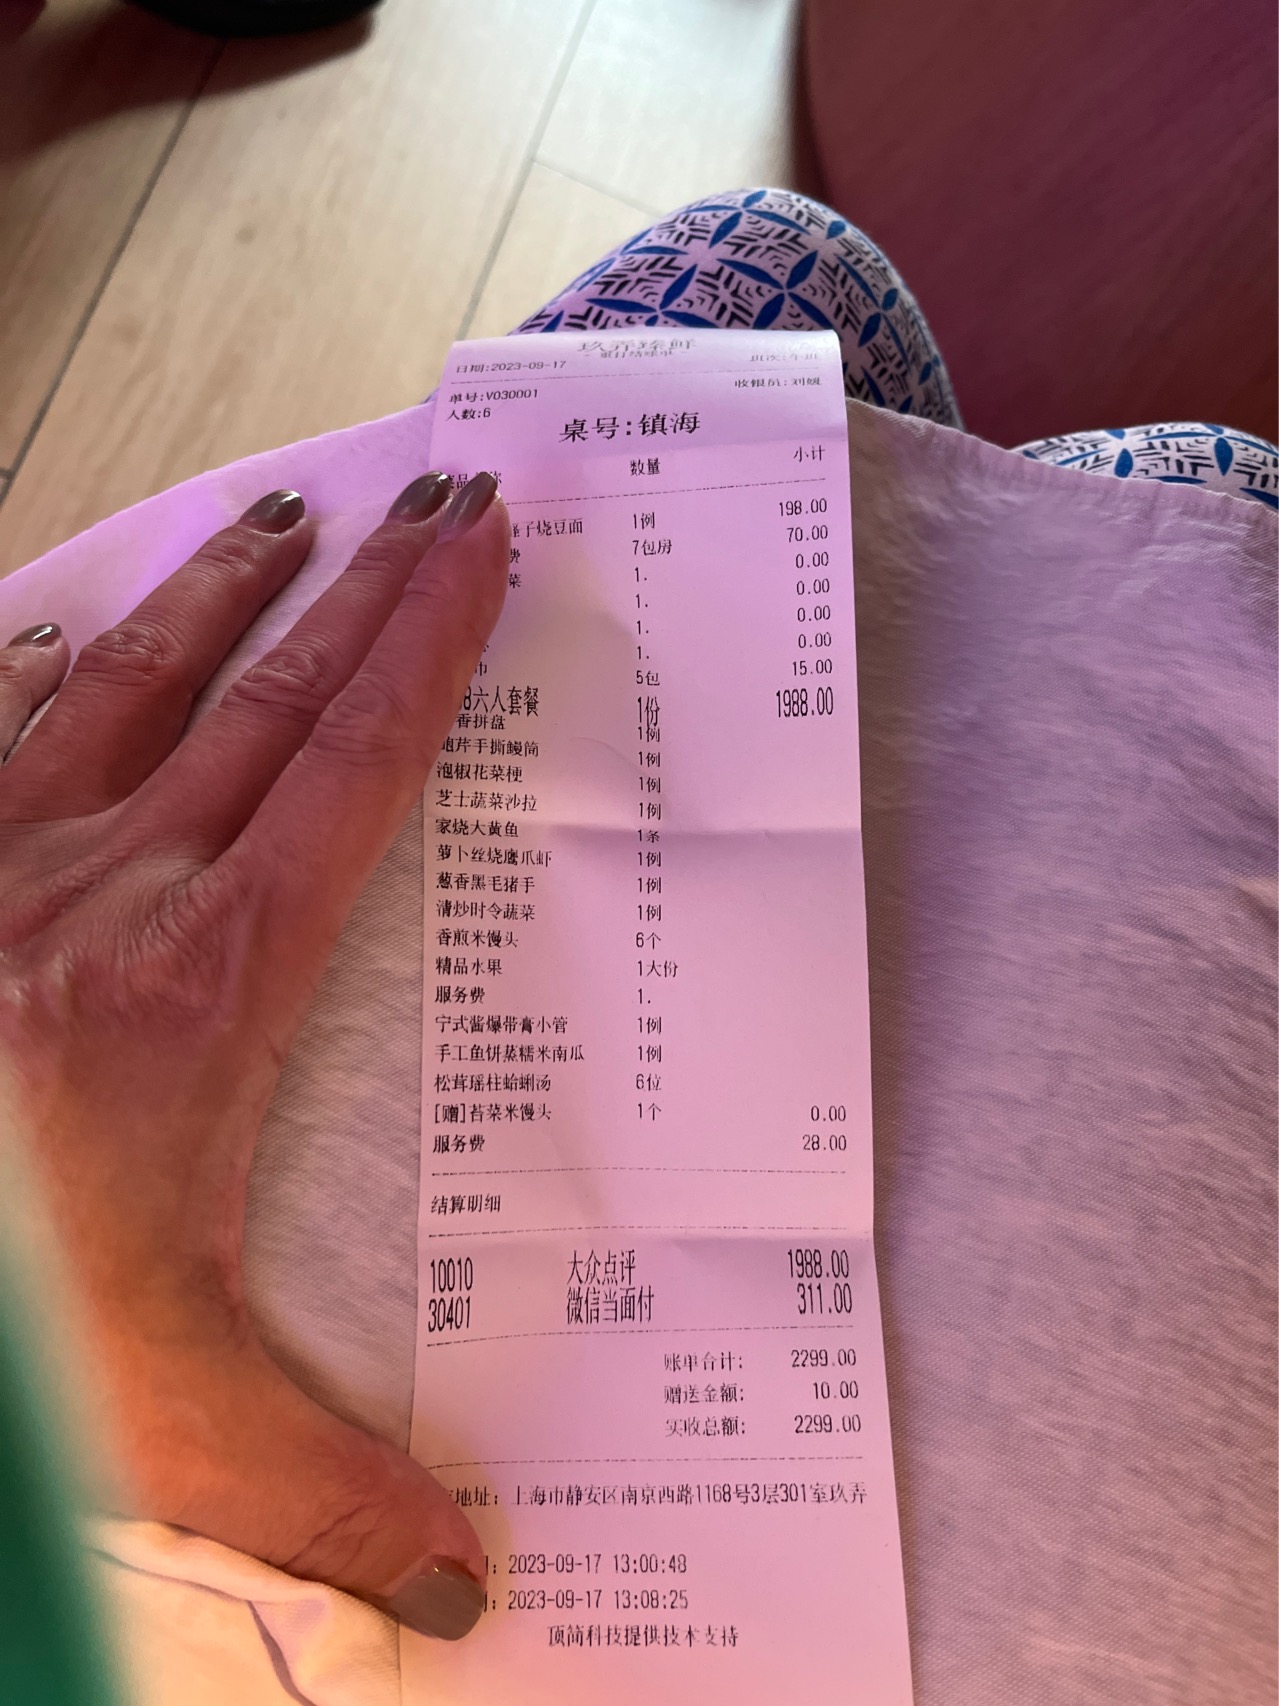 玖弄臻鲜
日期:2023-09-17
单号:V030001 收银员:刘媛
人数:6
桌号:镇海
数量 小计
子烧豆面 1例 198.00
费 7包房 70.00
菜 1. 0.00
1. 0.00
1. 0.00
1. 0.00
巾 5包 15.00
8六人套餐 1份 1988.00
香拼盘 1例
芹手撕鳗筒 1例
泡椒花菜梗 1例
芝士蔬菜沙拉 1例
家烧大黄鱼 1条
萝卜丝烧鹰爪虾 1例
葱香黑毛猪手 1例
清炒时令蔬菜 1例
香煎米馒头 6个
精品水果 1大份
服务费 1.
宁式酱爆带膏小管 1例
手工鱼饼蒸糯米南瓜 1例
松茸瑶柱蛤蜊汤 6位
[赠]苔菜米馒头 1个 0.00
服务费 28.00
结算明细
10010 大众点评 1988.00
30401 微信当面付 311.00
账单合计: 2299.00
赠送金额: 10.00
实收总额: 2299.00
地址: 上海市静安区南京西路1168号3层301室玖弄
: 2023-09-17 13:00:48
: 2023-09-17 13:08:25
顶简科技提供技术支持